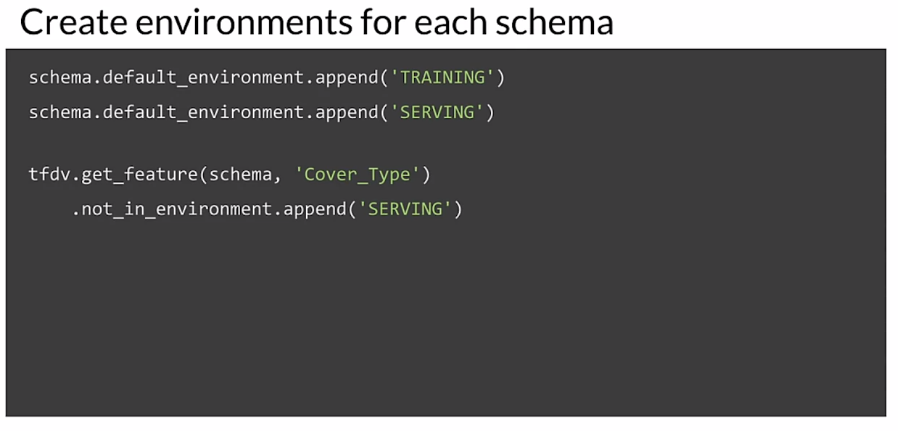 Create environments for each schema
schema.default_environment.append('TRAINING')
schema.default_environment.append('SERVING')
tfdv.get_feature(schema, 'Cover_Type')
.not_in_environment.append('SERVING')